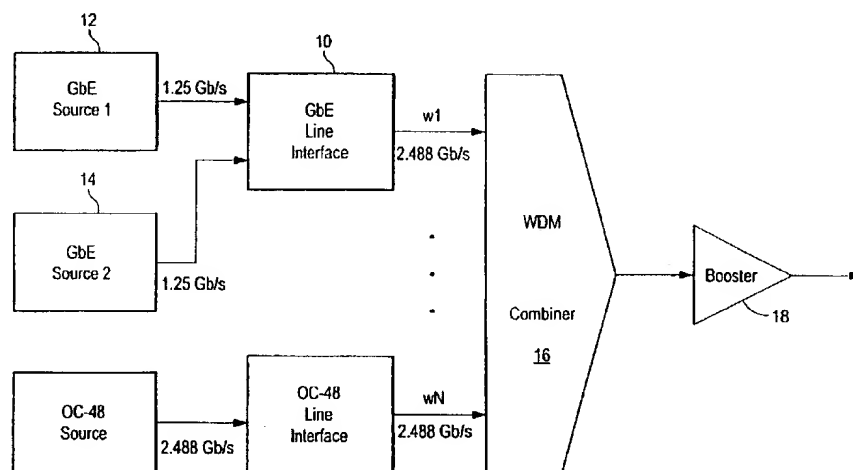 12
GbE
Source 1
1.25 Gb/s
10
GbE
Line
Interface
w1
2.488 Gb/s
14
GbE
Source 2
1.25 Gb/s
WDM
Combiner
16
Booster
18
OC-48
Source
2.488 Gb/s
OC-48
Line
Interface
wN
2.488 Gb/s